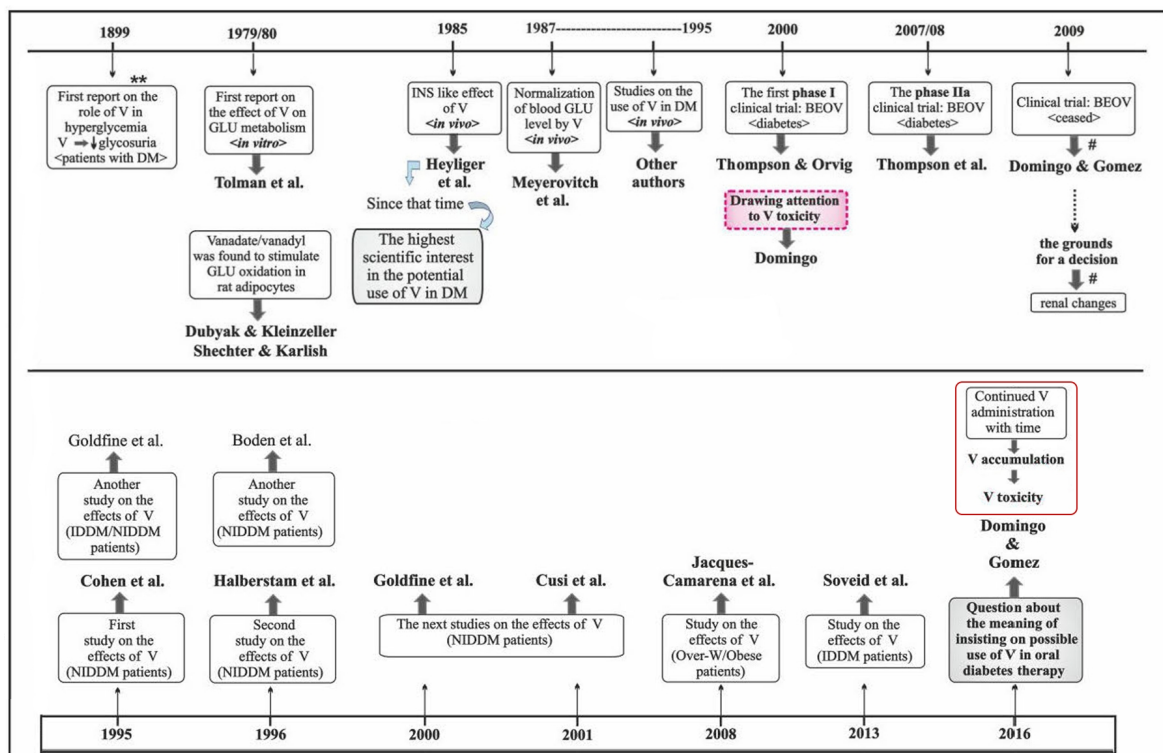 1899
1979/80
1985
1987--------------------------------1995
2000
2007/08
2009
**
First report on the
role of V in
hyperglycemia
V ➡ ⬇glycosuria
<patients with DM>
First report on
the effect of V on
GLU metabolism
<in vitro>
Tolman et al.
Vanadate/vanadyl
was found to stimulate
GLU oxidation in
rat adipocytes
Dubyak & Kleinzeller
Shechter & Karlish
INS like effect
of V
<in vivo>
Heyliger
et al.
Since that time
The highest
scientific interest
in the potential
use of V in DM
Normalization
of blood GLU
level by V
<in vivo>
Meyerovitch
et al.
Studies on the
use of V in DM
<in vivo>
Other
authors
The first phase I
clinical trial: BEOV
<diabetes>
Thompson & Orvig
Drawing attention
to V toxicity
Domingo
The phase IIa
clinical trial: BEOV
<diabetes>
Thompson et al.
Clinical trial: BEOV
<ceased>
#
Domingo & Gomez
the grounds
for a decision
#
renal changes
Goldfine et al.
Another
study on the
effects of V
(IDDM/NIDDM
patients)
Cohen et al.
First
study on the
effects of V
(NIDDM patients)
Boden et al.
Another
study on the
effects of V
(NIDDM patients)
Halberstam et al.
Second
study on the
effects of V
(NIDDM patients)
Goldfine et al.
Cusi et al.
The next studies on the effects of V
(NIDDM patients)
Jacques-
Camarena et al.
Study on the
effects of V
(Over-W/Obese
patients)
Soveid et al.
Study on the
effects of V
(IDDM patients)
Continued V
administration
with time
V accumulation
V toxicity
Domingo
&
Gomez
Question about
the meaning of
insisting on possible
use of V in oral
diabetes therapy
1995
1996
2000
2001
2008
2013
2016